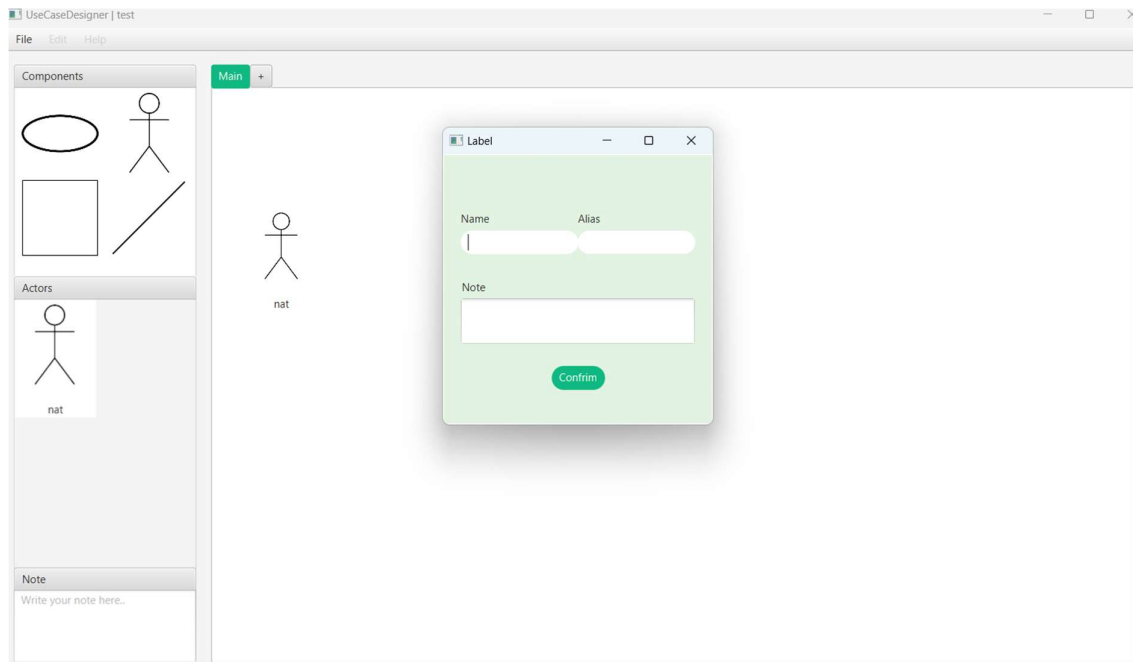 UseCaseDesigner | test
File Edit Help
Components
Main +
Label
Name Alias
nat
Actors
Note
Confrim
nat
Note
Write your note here..